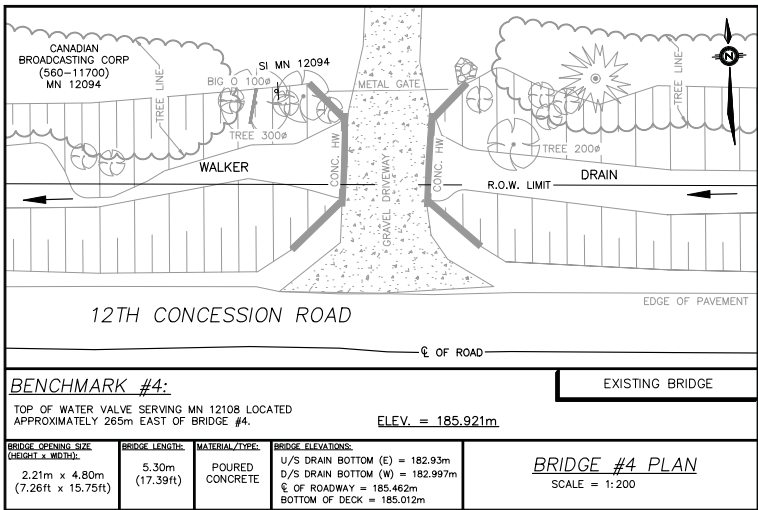 CANADIAN
BROADCASTING CORP
(560-11700)
MN 12094
SI MN 12094
BIG O 100ø
METAL GATE
TREE LINE
TREE LINE
N
TREE 300ø
TREE 200ø
CONC. HW
CONC. HW
WALKER
DRAIN
R.O.W. LIMIT
GRAVEL DRIVEWAY
EDGE OF PAVEMENT
12TH CONCESSION ROAD
℄ OF ROAD
BENCHMARK #4:
TOP OF WATER VALVE SERVING MN 12108 LOCATED
APPROXIMATELY 265m EAST OF BRIDGE #4.
ELEV. = 185.921m
EXISTING BRIDGE
BRIDGE OPENING SIZE
(HEIGHT x WIDTH):
2.21m x 4.80m
(7.26ft x 15.75ft)
BRIDGE LENGTH:
5.30m
(17.39ft)
MATERIAL/TYPE:
POURED
CONCRETE
BRIDGE ELEVATIONS:
U/S DRAIN BOTTOM (E) = 182.93m
D/S DRAIN BOTTOM (W) = 182.997m
℄ OF ROADWAY = 185.462m
BOTTOM OF DECK = 185.012m
BRIDGE #4 PLAN
SCALE = 1:200